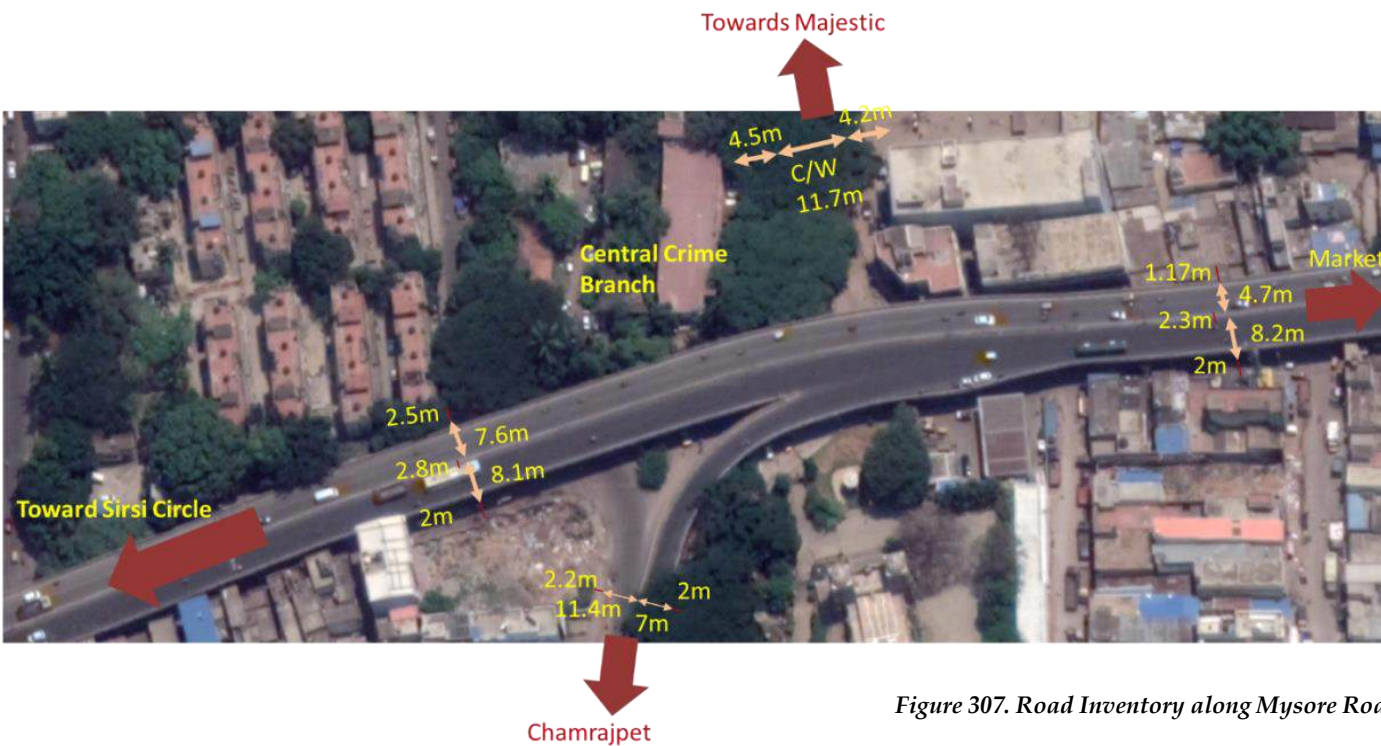 Towards Majestic
4.2m
4.5m
C/W
11.7m
Central Crime
Branch
Market
1.17m
4.7m
2.3m
8.2m
2m
2.5m
7.6m
2.8m
8.1m
2m
Toward Sirsi Circle
2.2m
2m
11.4m
7m
Figure 307. Road Inventory along Mysore
Chamrajpet